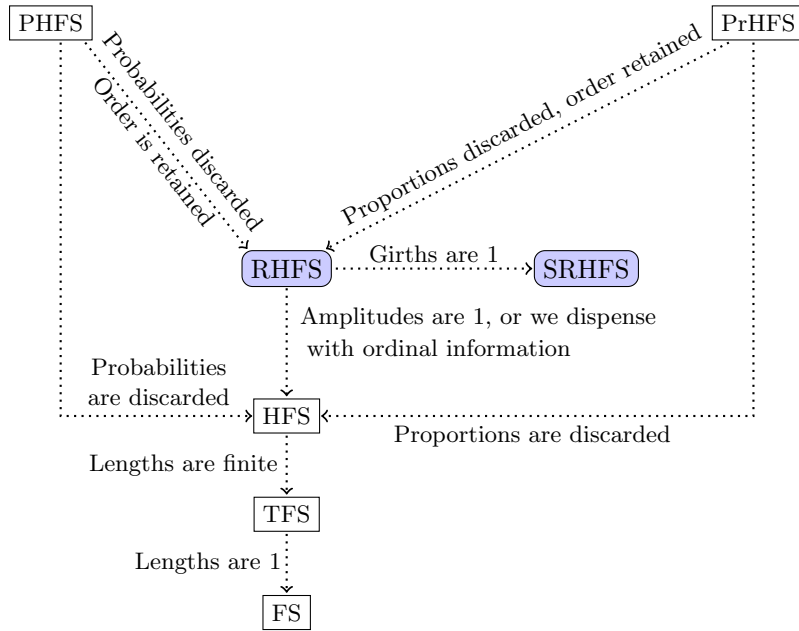 PHFS
PrHFS
Probabilities discarded
Order is retained
Proportions discarded, order retained
RHFS
Girths are 1
SRHFS
Amplitudes are 1, or we dispense
with ordinal information
Probabilities
are discarded
HFS
Proportions are discarded
Lengths are finite
TFS
Lengths are 1
FS